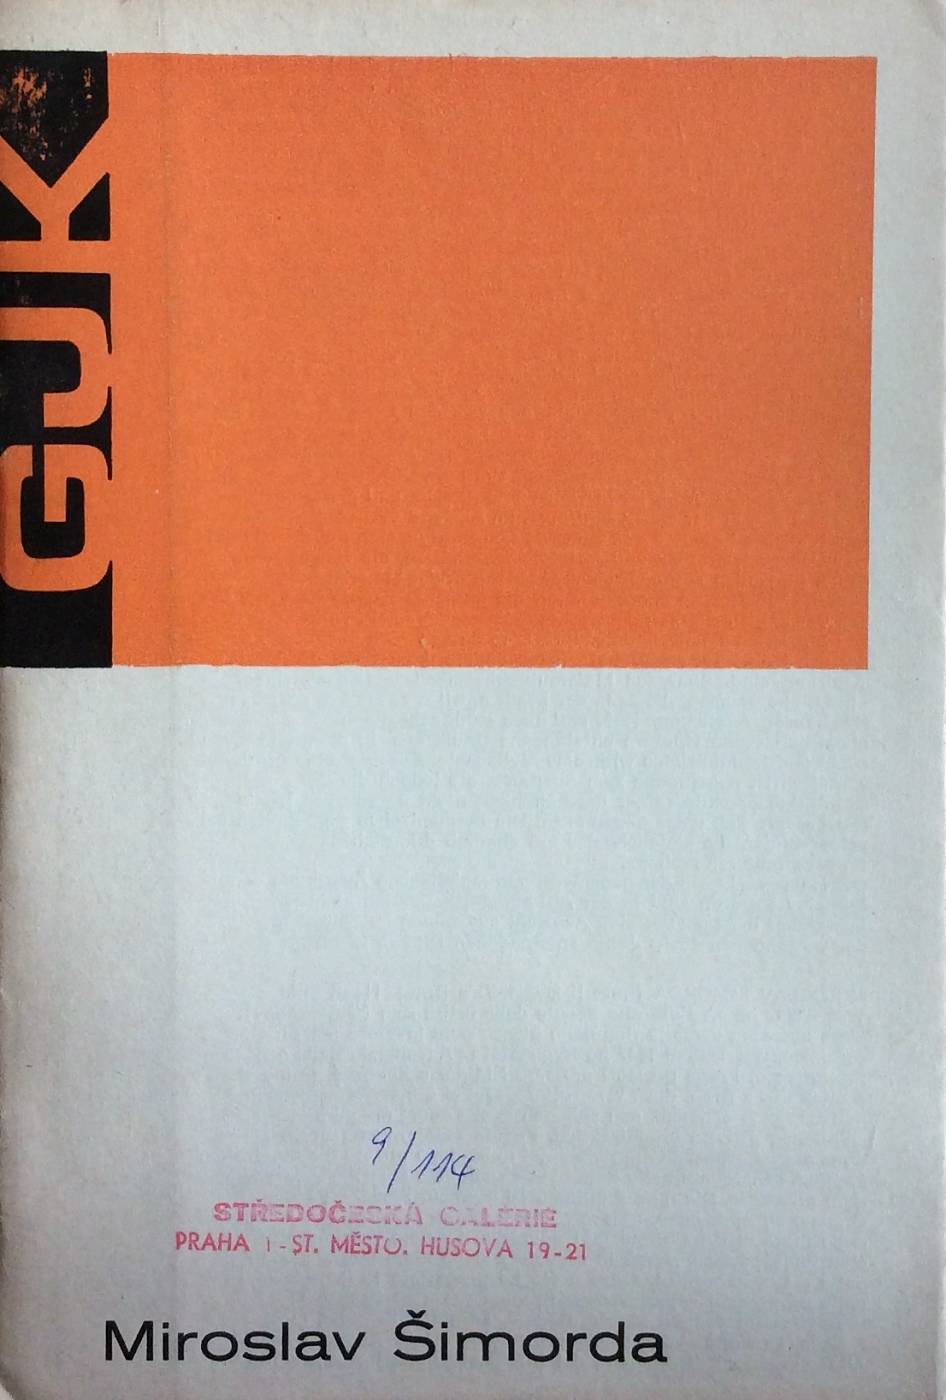 GJK
9/114
STŘEDOČESKÁ GALERIE
PRAHA 1 - ST. MĚSTO. HUSOVA 19-21
Miroslav Šimorda